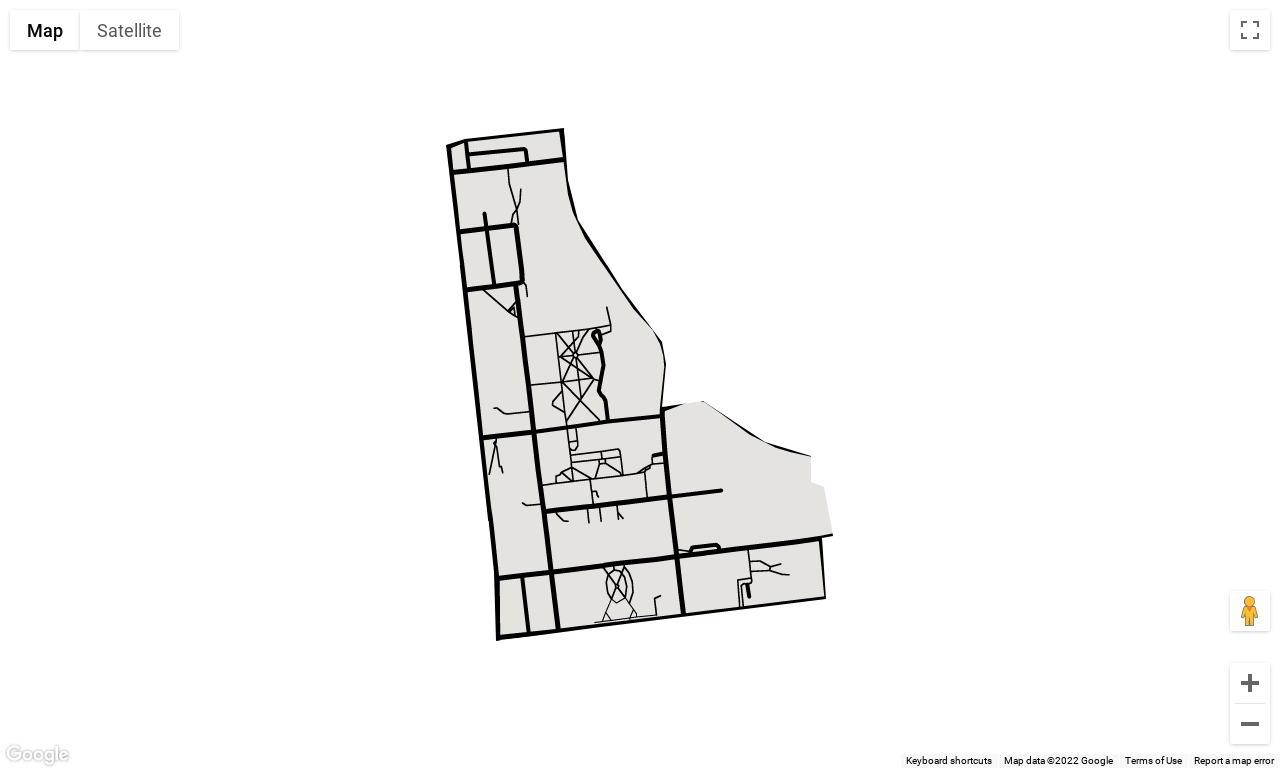 Map Satellite
Google
Keyboard shortcuts Map data ©2022 Google Terms of Use Report a map error